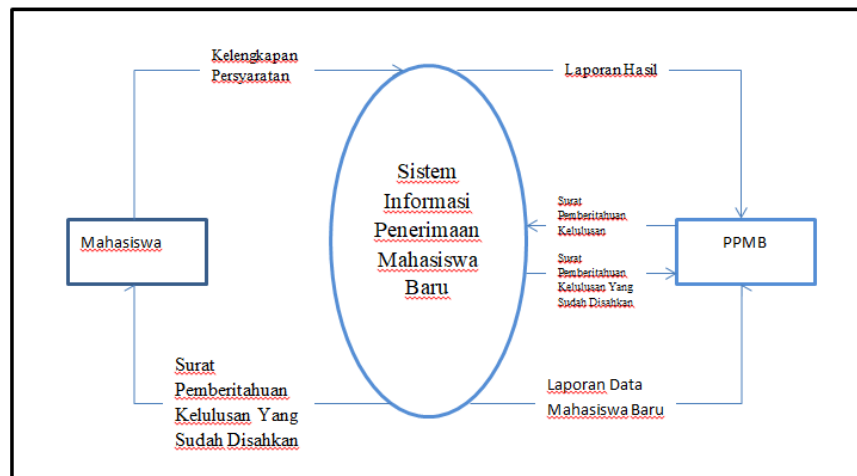 Kelengkapan
Persyaratan
Laporan Hasil
Sistem
Informasi
Penerimaan
Mahasiswa
Baru
Surat
Pemberitahuan
Kelulusan
Mahasiswa
PPMB
Surat
Pemberitahuan
Kelulusan Yang
Sudah Disahkan
Surat
Pemberitahuan
Kelulusan Yang
Sudah Disahkan
Laporan Data
Mahasiswa Baru